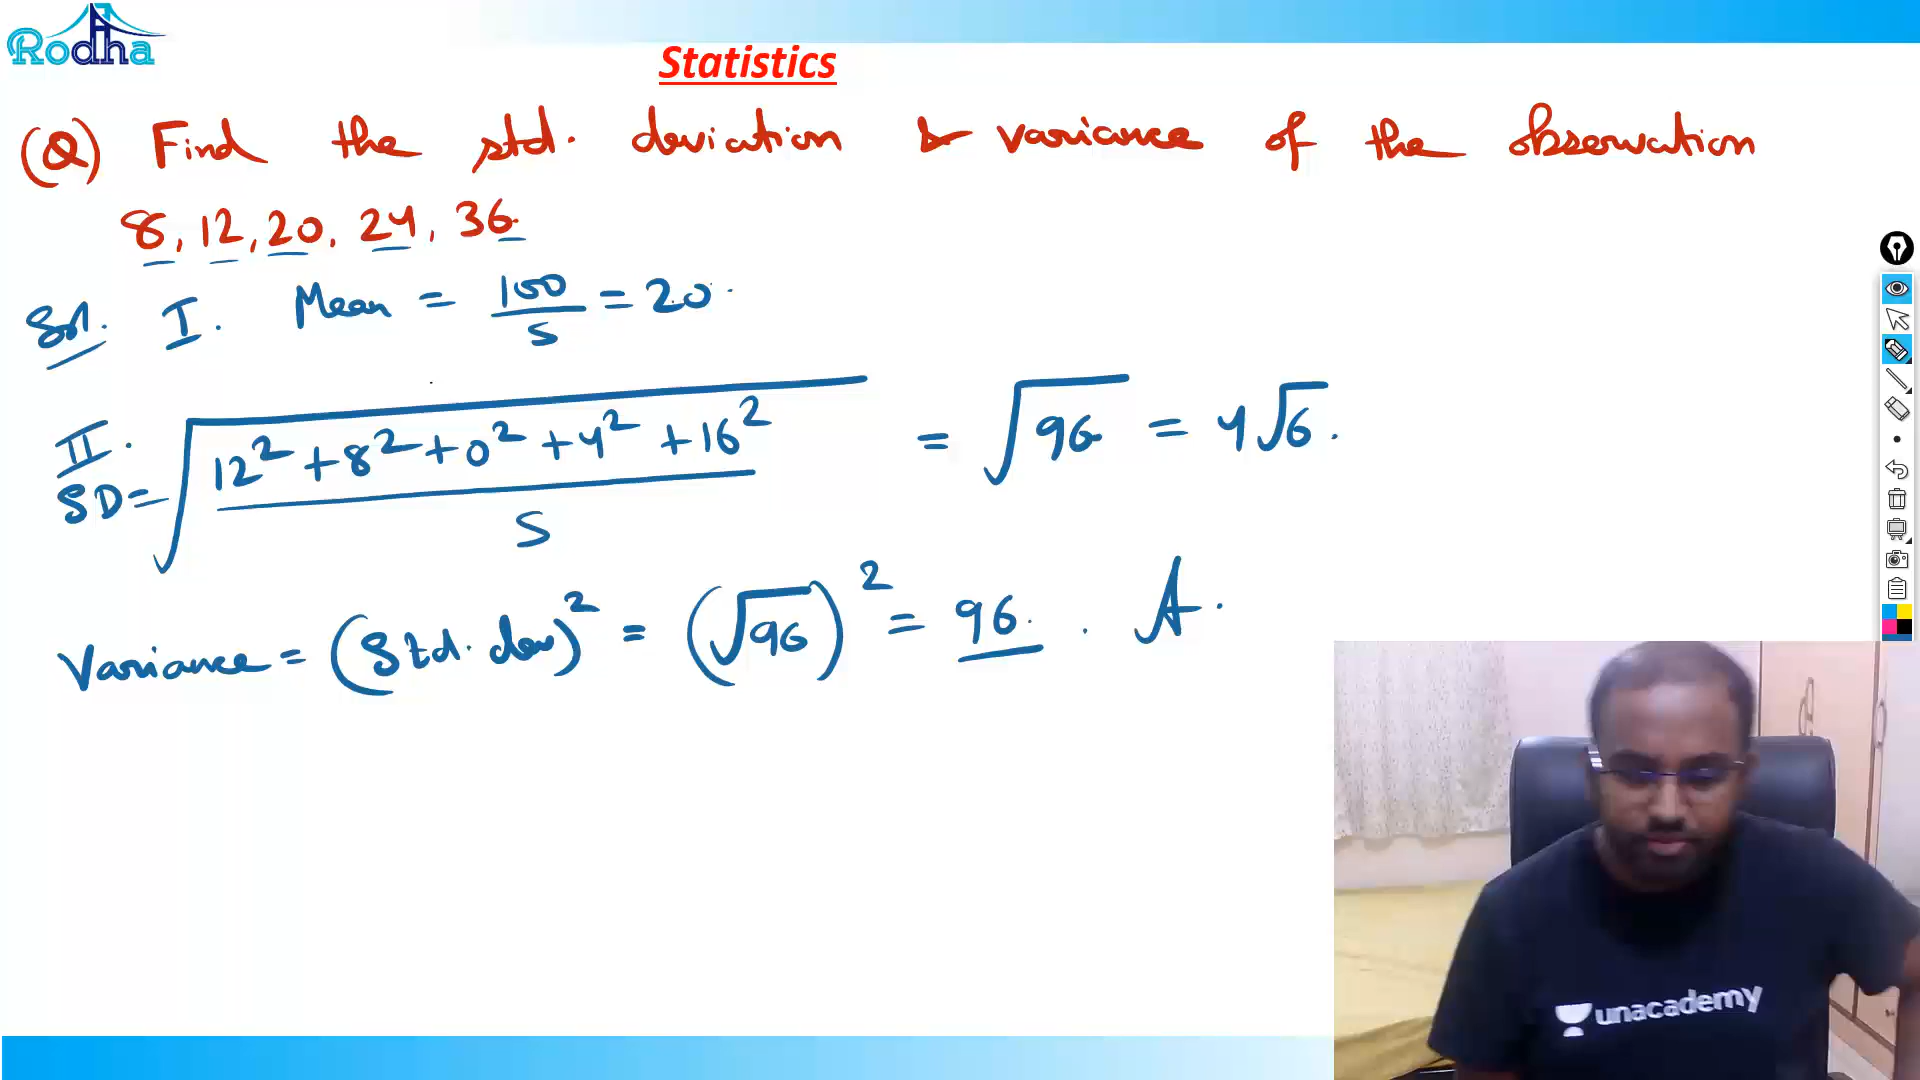 Rodha
Statistics
(Q) Find the std. deviation & variance of the observation
8, 12, 20, 24, 36.
Sol. I. Mean = 100/5 = 20.
II.
SD = √((12² + 8² + 0² + 4² + 16²)/5) = √96 = 4√6.
Variance = (Std. dev)² = (√96)² = 96. A.
unacademy